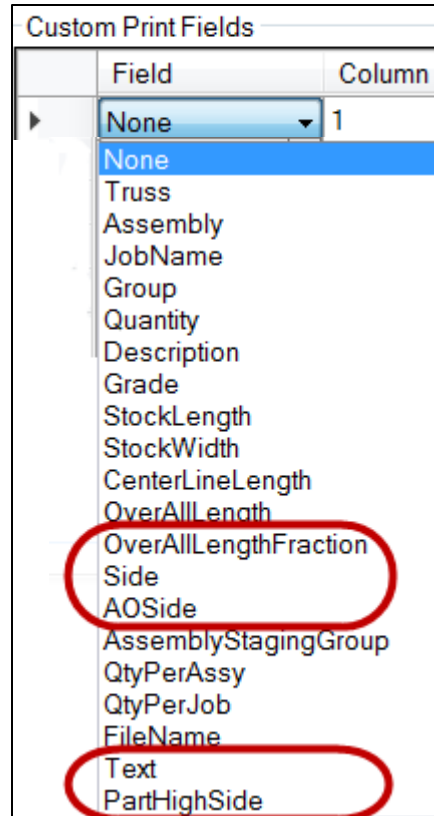 Custom Print Fields
Field Column
None 1
None
Truss
Assembly
JobName
Group
Quantity
Description
Grade
StockLength
StockWidth
CenterLineLength
OverAllLength
OverAllLengthFraction
Side
AOSide
AssemblyStagingGroup
QtyPerAssy
QtyPerJob
FileName
Text
PartHighSide